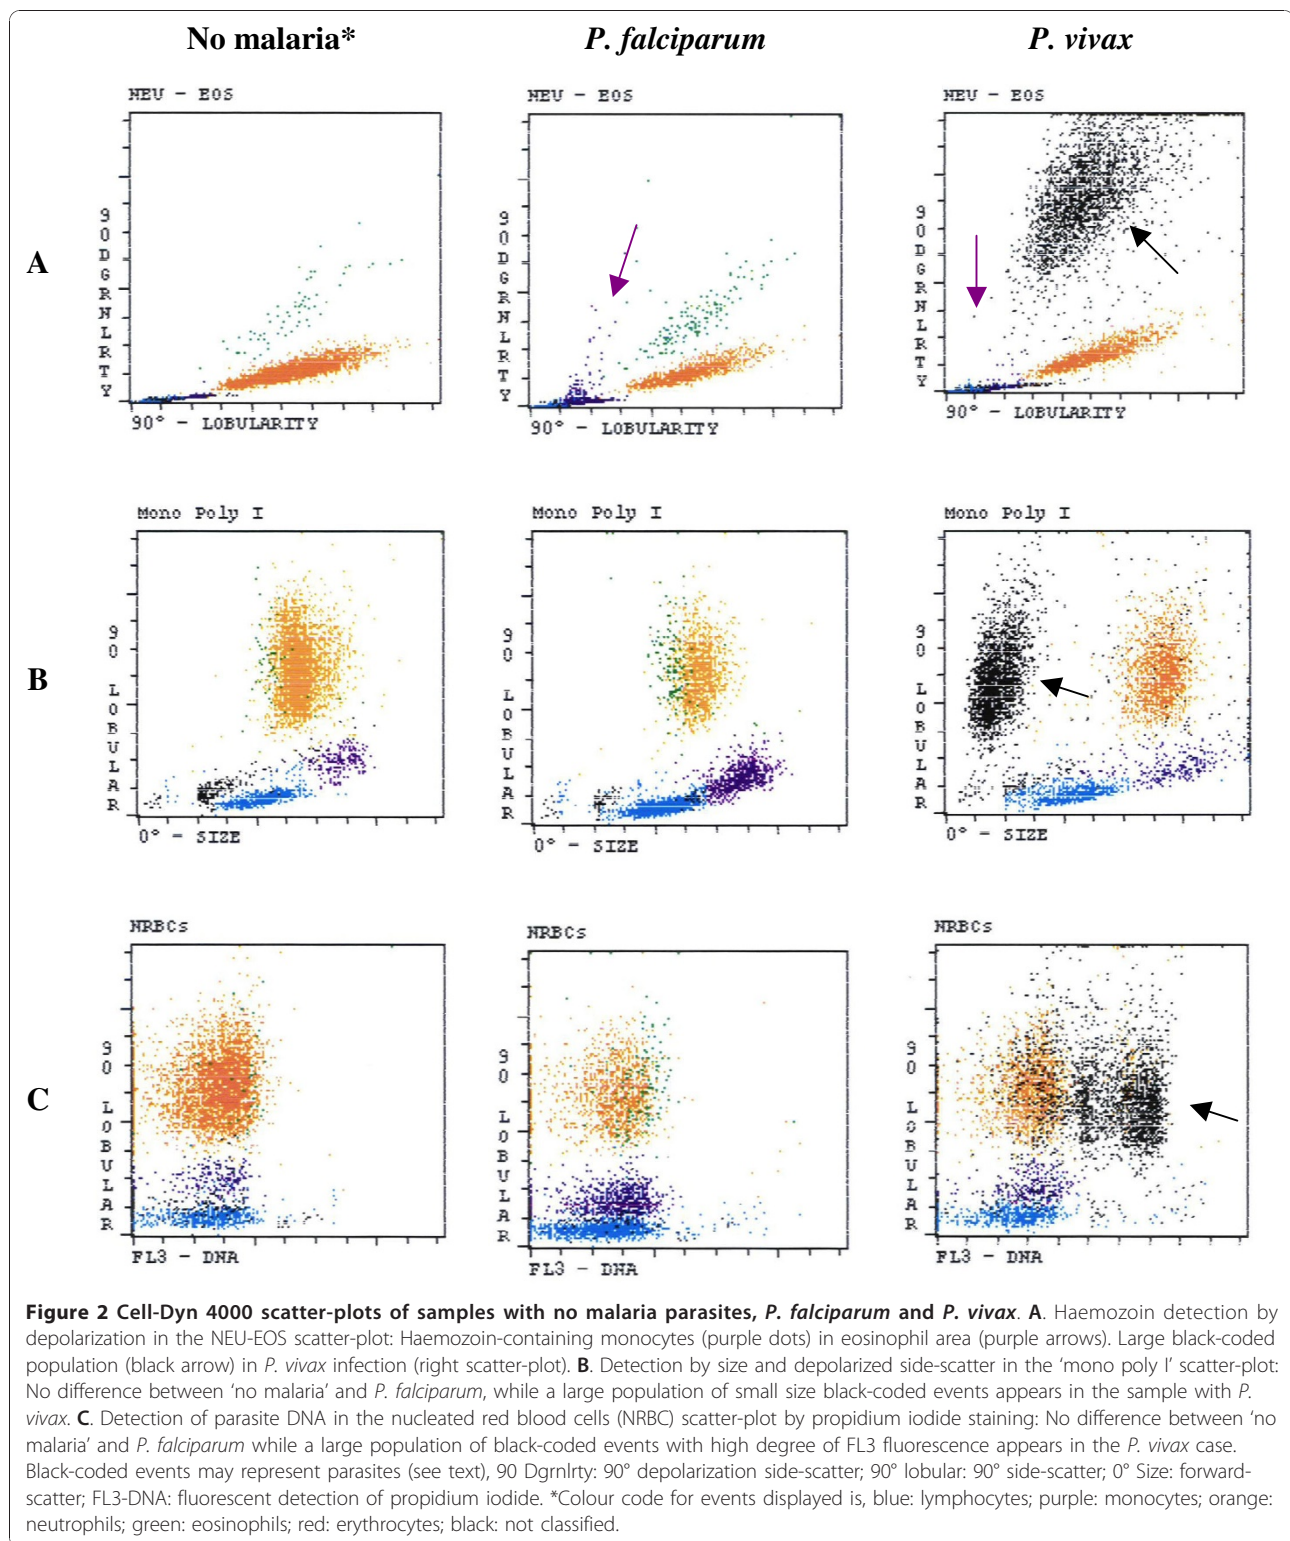 No malaria*
P. falciparum
P. vivax
A
NEU - EOS
90DGRNLRTY
90° - LOBULARITY
NEU - EOS
90DGRNLRTY
90° - LOBULARITY
NEU - EOS
90DGRNLRTY
90° - LOBULARITY
B
Mono Poly I
90 LOBULAR
0° - SIZE
Mono Poly I
90 LOBULAR
0° - SIZE
Mono Poly I
90 LOBULAR
0° - SIZE
C
NRBCs
90 LOBULAR
FL3 - DNA
NRBCs
90 LOBULAR
FL3 - DNA
NRBCs
90 LOBULAR
FL3 - DNA
Figure 2 Cell-Dyn 4000 scatter-plots of samples with no malaria parasites, P. falciparum and P. vivax. A. Haemozoin detection by
depolarization in the NEU-EOS scatter-plot: Haemozoin-containing monocytes (purple dots) in eosinophil area (purple arrows). Large black-coded
population (black arrow) in P. vivax infection (right scatter-plot). B. Detection by size and depolarized side-scatter in the ‘mono poly I’ scatter-plot:
No difference between ‘no malaria’ and P. falciparum, while a large population of small size black-coded events appears in the sample with P.
vivax. C. Detection of parasite DNA in the nucleated red blood cells (NRBC) scatter-plot by propidium iodide staining: No difference between ‘no
malaria’ and P. falciparum while a large population of black-coded events with high degree of FL3 fluorescence appears in the P. vivax case.
Black-coded events may represent parasites (see text), 90 Dgrnlrty: 90° depolarization side-scatter; 90° lobular: 90° side-scatter; 0° Size: forward-
scatter; FL3-DNA: fluorescent detection of propidium iodide. *Colour code for events displayed is, blue: lymphocytes; purple: monocytes; orange:
neutrophils; green: eosinophils; red: erythrocytes; black: not classified.